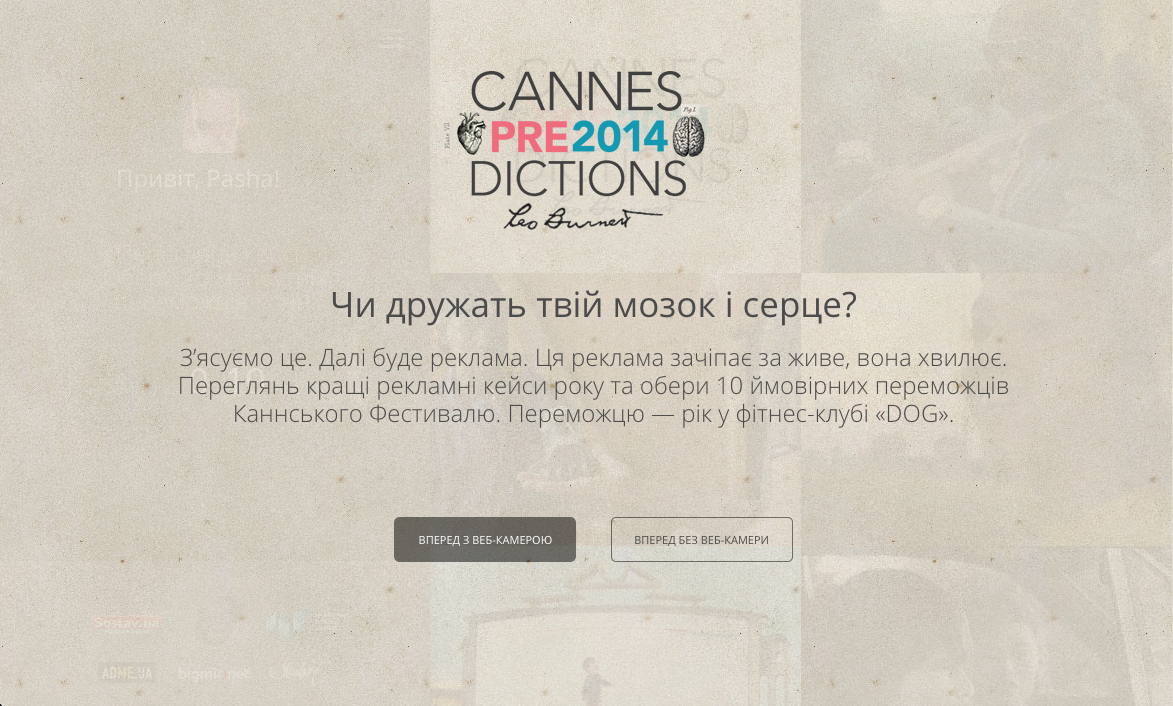 CANNES
Fig I.
PRE2014
DICTIONS
Leo Burnett
Привіт, Pasha!
Чи дружать твій мозок і серце?
З’ясуємо це. Далі буде реклама. Ця реклама зачіпає за живе, вона хвилює.
Переглянь кращі рекламні кейси року та обери 10 ймовірних переможців
Каннського Фестивалю. Переможцю — рік у фітнес-клубі «DOG».
ВПЕРЕД З ВЕБ-КАМЕРОЮ
ВПЕРЕД БЕЗ ВЕБ-КАМЕРИ
Sostav.ua
ADME.UA bigmir.net